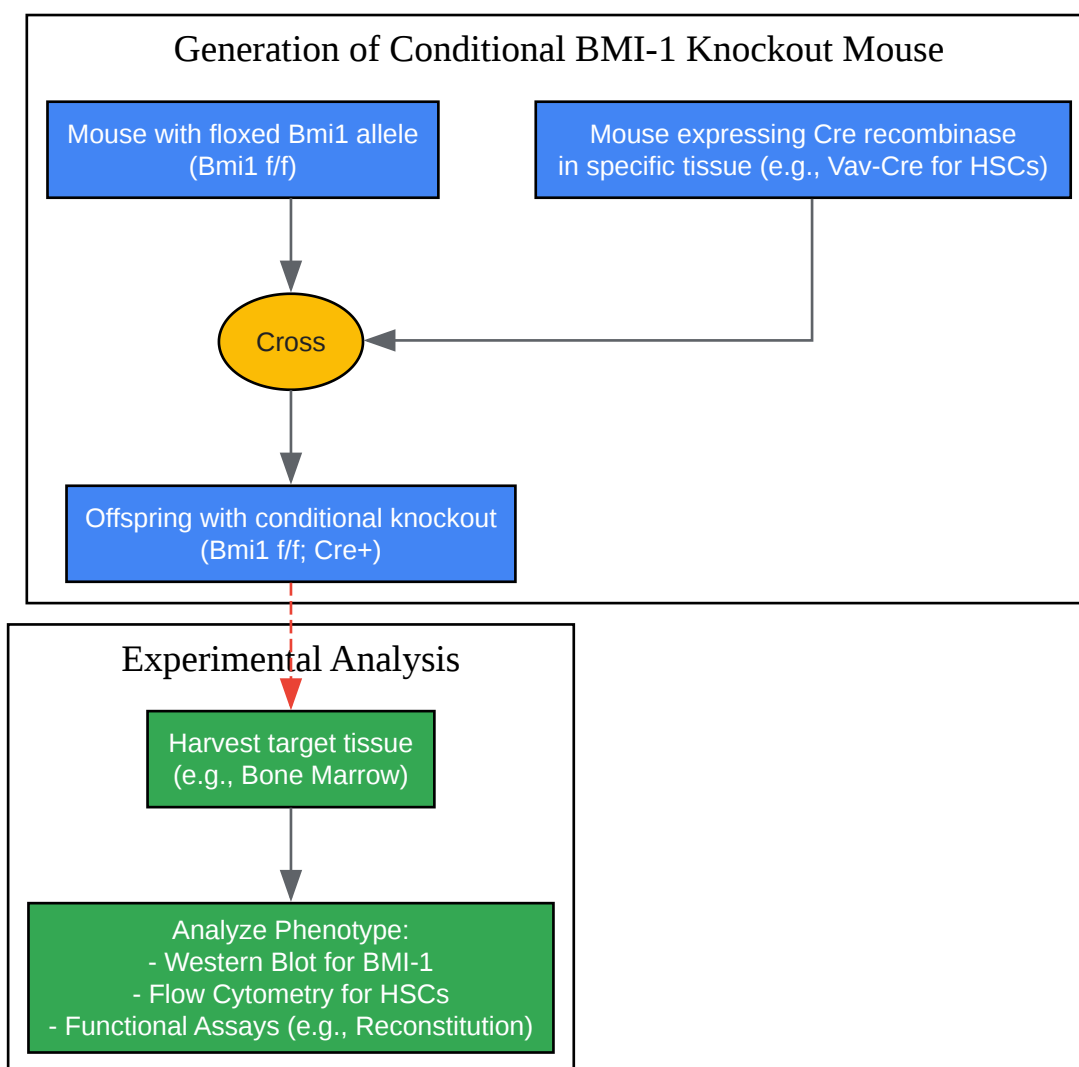 Generation of Conditional BMI-1 Knockout Mouse
Mouse with floxed Bmi1 allele
(Bmi1 f/f)
Mouse expressing Cre recombinase
in specific tissue (e.g., Vav-Cre for HSCs)
Cross
Offspring with conditional knockout
(Bmi1 f/f; Cre+)
Experimental Analysis
Harvest target tissue
(e.g., Bone Marrow)
Analyze Phenotype:
- Western Blot for BMI-1
- Flow Cytometry for HSCs
- Functional Assays (e.g., Reconstitution)